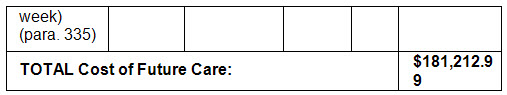 week)
(para. 335)
TOTAL Cost of Future Care:
$181,212.9
9